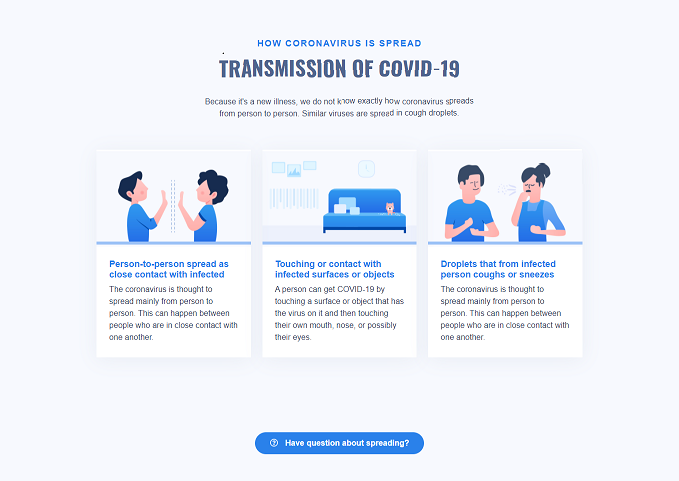 HOW CORONAVIRUS IS SPREAD
TRANSMISSION OF COVID-19
Because it's a new illness, we do not know exactly how coronavirus spreads
from person to person. Similar viruses are spread in cough droplets.
Person-to-person spread as
close contact with infected
The coronavirus is thought to
spread mainly from person to
person. This can happen between
people who are in close contact with
one another.
Touching or contact with
infected surfaces or objects
A person can get COVID-19 by
touching a surface or object that has
the virus on it and then touching
their own mouth, nose, or possibly
their eyes.
Droplets that from infected
person coughs or sneezes
The coronavirus is thought to
spread mainly from person to
person. This can happen between
people who are in close contact with
one another.
Have question about spreading?